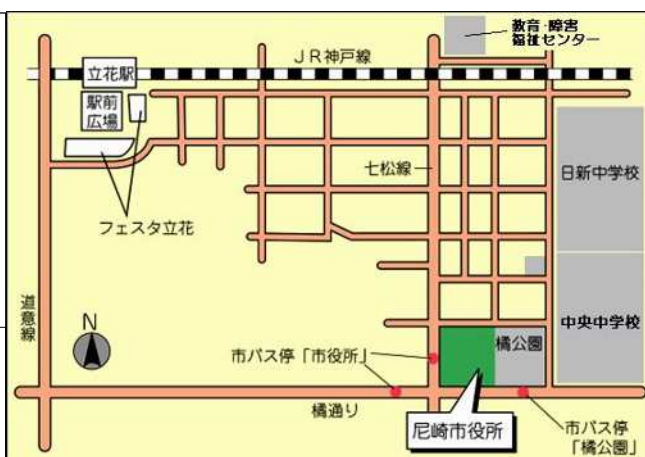 教育・障害
福祉センター
JR神戸線
立花駅
駅前
広場
七松線
日新中学校
フェスタ立花
道意線
N
中央中学校
橘公園
市バス停「市役所」
橘通り
尼崎市役所
市バス停
「橘公園」